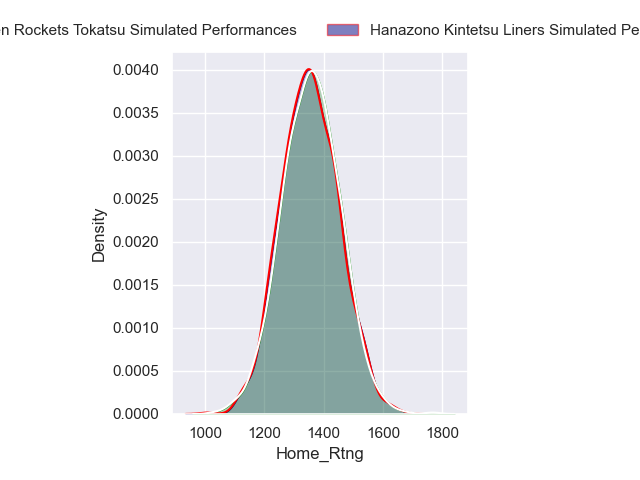 n Rockets Tokatsu Simulated Performances Hanazono Kintetsu Liners Simulated Pe
0.0040
0.0035
0.0030
0.0025
0.0020
0.0015
0.0010
0.0005
0.0000
Density
1000 1200 1400 1600 1800
Home_Rtng